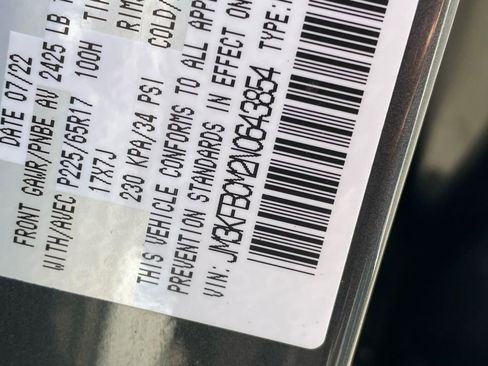 DATE 07/22
FRONT GAWR/PNBE AV 2425 LB
WITH/AVEC P225/65R17 100H
17X7J
230 KPA/34 PSI COLD/
THIS VEHICLE CONFORMS TO ALL
PREVENTION STANDARDS IN EFFECT ON
VIN: JM3KFBCM2N0643854 TYPE: